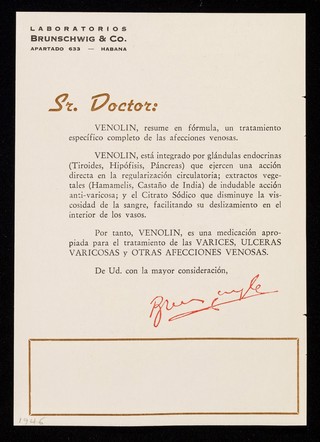 LABORATORIOS
BRUNSCHWIG & CO.
APARTADO 633 — HABANA
Sr. Doctor:
VENOLIN, resume en fórmula, un tratamiento
específico completo de las afecciones venosas.
VENOLIN, está integrado por glándulas endocrinas
(Tiroides, Hipófisis, Páncreas) que ejercen una acción
directa en la regularización circulatoria; extractos vege-
tales (Hamamelis, Castaño de India) de indudable acción
anti-varicosa; y el Citrato Sódico que disminuye la vis-
cosidad de la sangre, facilitando su deslizamiento en el
interior de los vasos.
Por tanto, VENOLIN, es una medicación apro-
piada para el tratamiento de las VARICES, ULCERAS
VARICOSAS y OTRAS AFECCIONES VENOSAS.
De Ud. con la mayor consideración,
1946